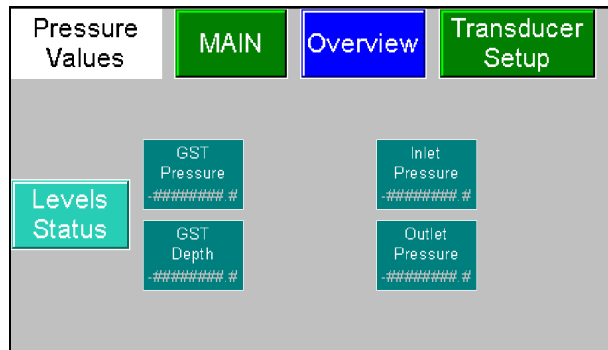 Pressure
Values
MAIN
Overview
Transducer
Setup
GST
Pressure
-########.#
Inlet
Pressure
-########.#
Levels
Status
GST
Depth
-########.#
Outlet
Pressure
-########.#